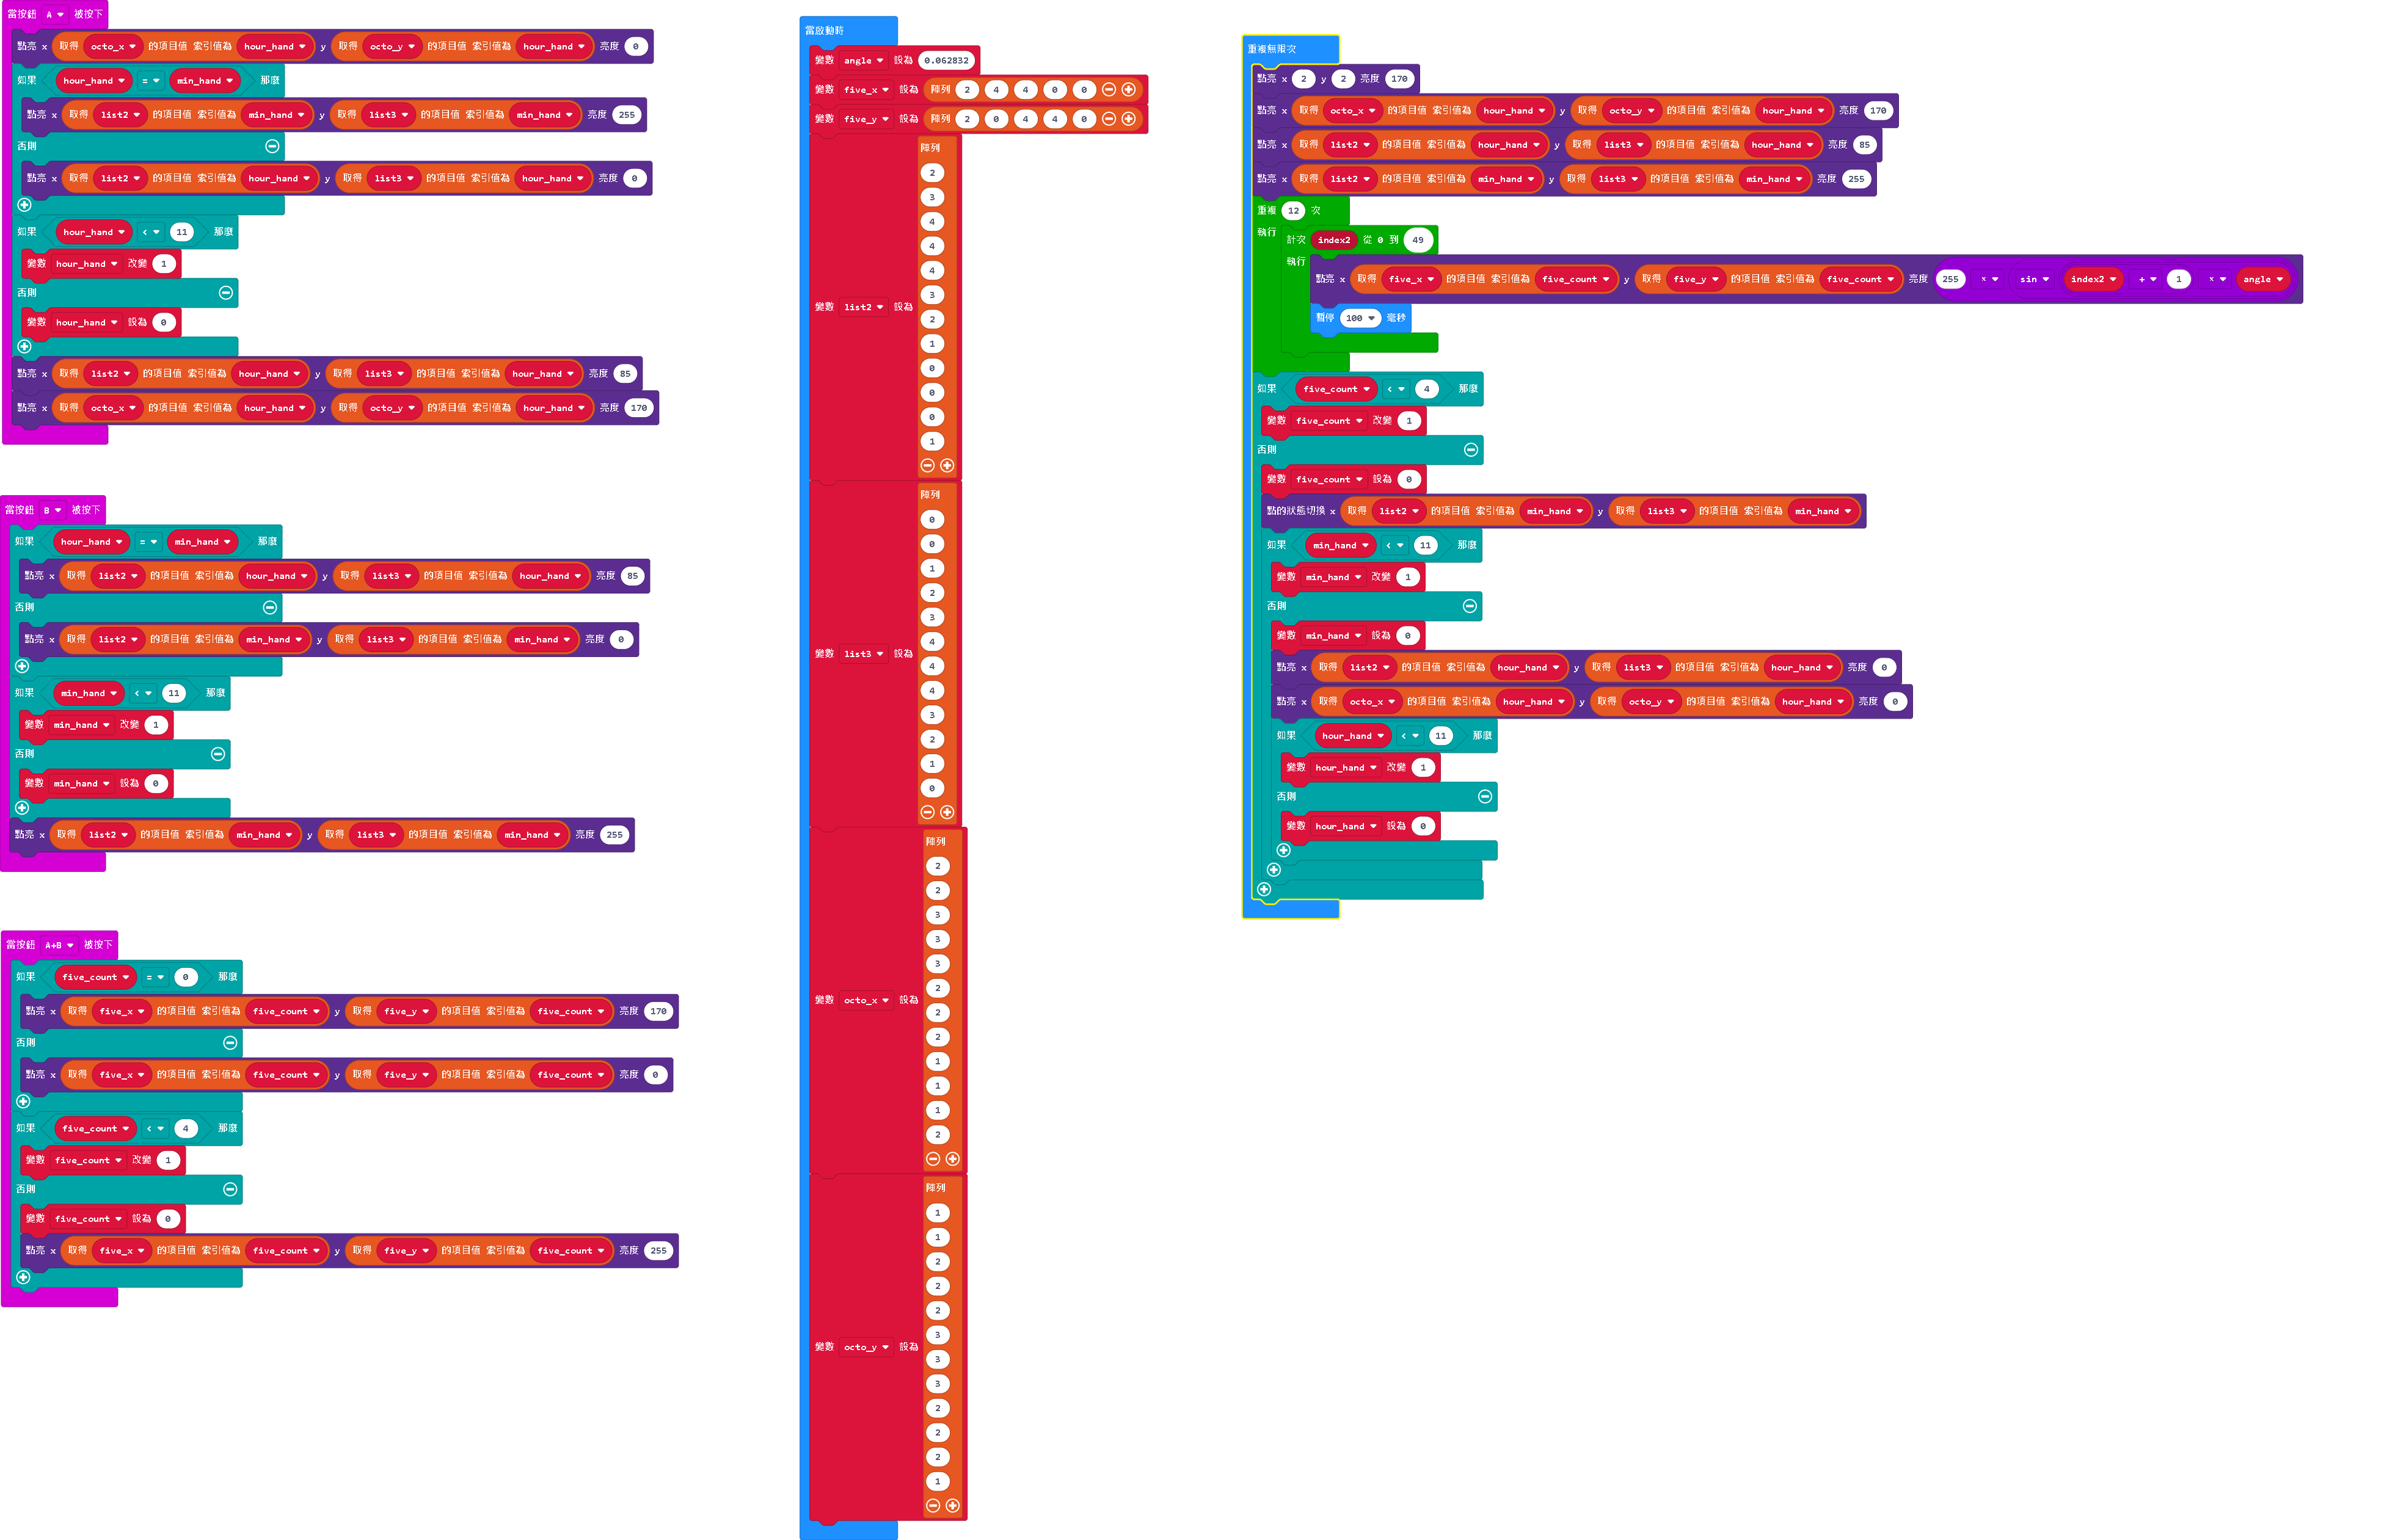 當按鈕 A 被按下
點亮 x 取得 octo_x 的項目值 索引值為 hour_hand y 取得 octo_y 的項目值 索引值為 hour_hand 亮度 0
如果 hour_hand = min_hand 那麼
點亮 x 取得 list2 的項目值 索引值為 min_hand y 取得 list3 的項目值 索引值為 min_hand 亮度 255
否則
點亮 x 取得 list2 的項目值 索引值為 hour_hand y 取得 list3 的項目值 索引值為 hour_hand 亮度 0
如果 hour_hand < 11 那麼
變數 hour_hand 改變 1
否則
變數 hour_hand 設為 0
點亮 x 取得 list2 的項目值 索引值為 hour_hand y 取得 list3 的項目值 索引值為 hour_hand 亮度 85
點亮 x 取得 octo_x 的項目值 索引值為 hour_hand y 取得 octo_y 的項目值 索引值為 hour_hand 亮度 170
當按鈕 B 被按下
如果 hour_hand = min_hand 那麼
點亮 x 取得 list2 的項目值 索引值為 hour_hand y 取得 list3 的項目值 索引值為 hour_hand 亮度 85
否則
點亮 x 取得 list2 的項目值 索引值為 min_hand y 取得 list3 的項目值 索引值為 min_hand 亮度 0
如果 min_hand < 11 那麼
變數 min_hand 改變 1
否則
變數 min_hand 設為 0
點亮 x 取得 list2 的項目值 索引值為 min_hand y 取得 list3 的項目值 索引值為 min_hand 亮度 255
當按鈕 A+B 被按下
如果 five_count = 0 那麼
點亮 x 取得 five_x 的項目值 索引值為 five_count y 取得 five_y 的項目值 索引值為 five_count 亮度 170
否則
點亮 x 取得 five_x 的項目值 索引值為 five_count y 取得 five_y 的項目值 索引值為 five_count 亮度 0
如果 five_count < 4 那麼
變數 five_count 改變 1
否則
變數 five_count 設為 0
點亮 x 取得 five_x 的項目值 索引值為 five_count y 取得 five_y 的項目值 索引值為 five_count 亮度 255
當啟動時
變數 angle 設為 0.062832
變數 five_x 設為 陣列 2 4 4 0 0
變數 five_y 設為 陣列 2 0 4 4 0
陣列
2
3
4
4
4
3
變數 list2 設為
2
1
0
0
0
1
陣列
0
0
1
2
3
4
變數 list3 設為
4
4
3
2
1
0
陣列
2
2
3
3
3
2
變數 octo_x 設為
2
2
1
1
1
2
陣列
1
1
2
2
2
3
變數 octo_y 設為
3
3
2
2
2
1
重複無限次
點亮 x 2 y 2 亮度 170
點亮 x 取得 octo_x 的項目值 索引值為 hour_hand y 取得 octo_y 的項目值 索引值為 hour_hand 亮度 170
點亮 x 取得 list2 的項目值 索引值為 hour_hand y 取得 list3 的項目值 索引值為 hour_hand 亮度 85
點亮 x 取得 list2 的項目值 索引值為 min_hand y 取得 list3 的項目值 索引值為 min_hand 亮度 255
重複 12 次
執行
計次 index2 從 0 到 49
執行
點亮 x 取得 five_x 的項目值 索引值為 five_count y 取得 five_y 的項目值 索引值為 five_count 亮度 255 × sin index2 + 1 × angle
暫停 100 毫秒
如果 five_count < 4 那麼
變數 five_count 改變 1
否則
變數 five_count 設為 0
點的狀態切換 x 取得 list2 的項目值 索引值為 min_hand y 取得 list3 的項目值 索引值為 min_hand
如果 min_hand < 11 那麼
變數 min_hand 改變 1
否則
變數 min_hand 設為 0
點亮 x 取得 list2 的項目值 索引值為 hour_hand y 取得 list3 的項目值 索引值為 hour_hand 亮度 0
點亮 x 取得 octo_x 的項目值 索引值為 hour_hand y 取得 octo_y 的項目值 索引值為 hour_hand 亮度 0
如果 hour_hand < 11 那麼
變數 hour_hand 改變 1
否則
變數 hour_hand 設為 0